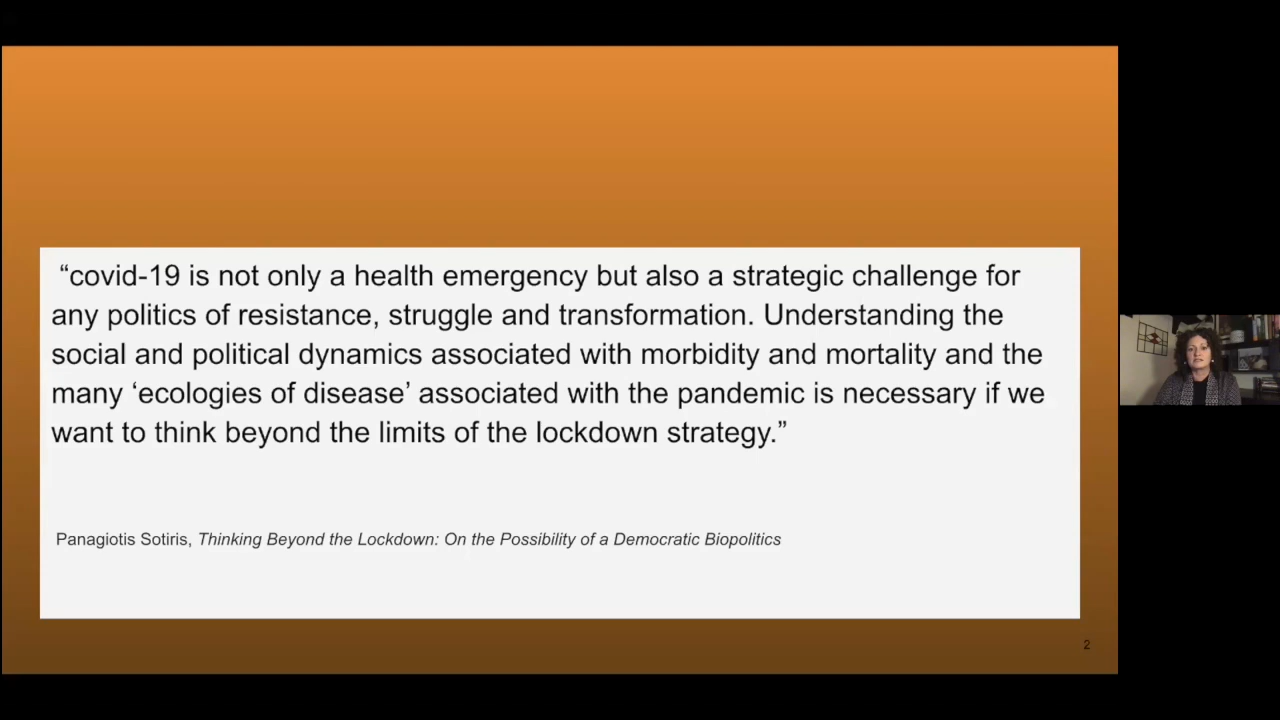 “covid-19 is not only a health emergency but also a strategic challenge for
any politics of resistance, struggle and transformation. Understanding the
social and political dynamics associated with morbidity and mortality and the
many ‘ecologies of disease’ associated with the pandemic is necessary if we
want to think beyond the limits of the lockdown strategy.”
Panagiotis Sotiris, Thinking Beyond the Lockdown: On the Possibility of a Democratic Biopolitics
2